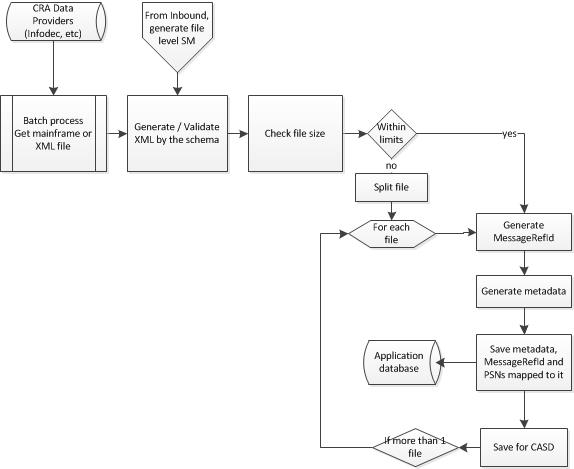 CRA Data
Providers
(Infodec, etc)
From Inbound,
generate file
level SM
Batch process
Get mainframe or
XML file
Generate / Validate
XML by the schema
Check file size
Within
limits
yes
no
Split file
For each
file
Generate
MessageRefId
Generate metadata
Application
database
Save metadata,
MessageRefId and
PSNs mapped to it
If more than 1
file
Save for CASD